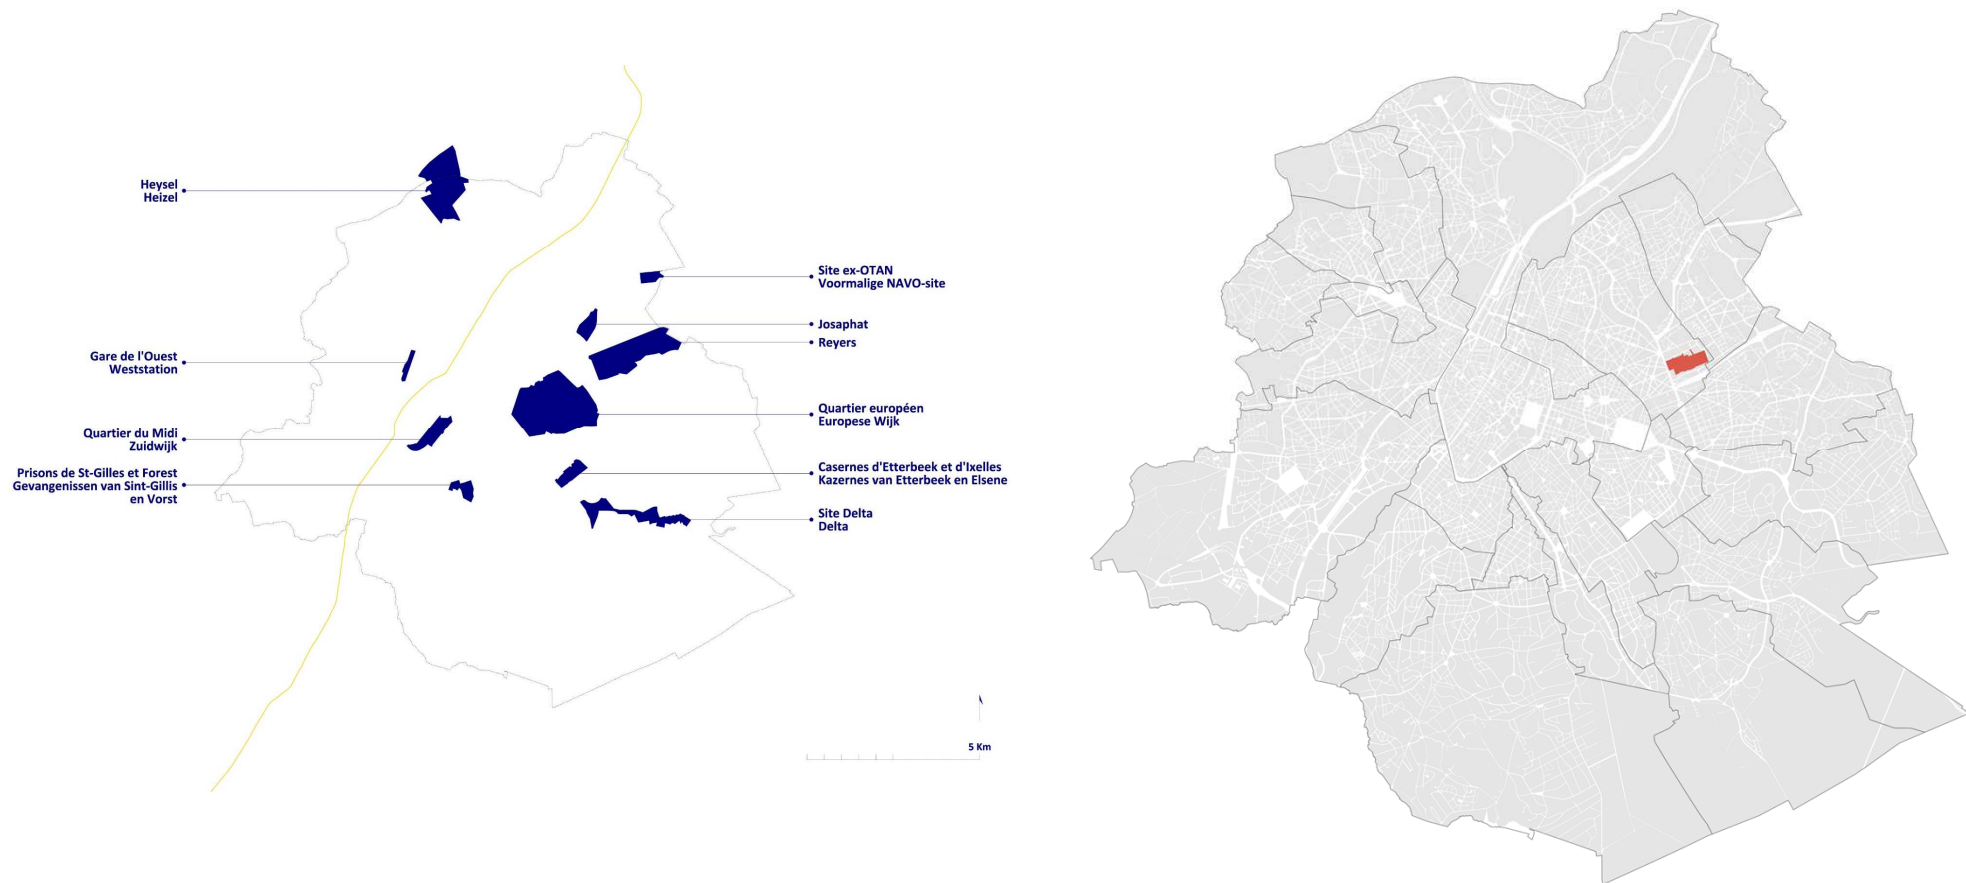 Heysel
Heizel
Gare de l'Ouest
Weststation
Quartier du Midi
Zuidwijk
Prisons de St-Gilles et Forest
Gevangenissen van Sint-Gillis
en Vorst
Site ex-OTAN
Voormalige NAVO-site
Josaphat
Reyers
Quartier européen
Europese Wijk
Casernes d'Etterbeek et d'Ixelles
Kazernes van Etterbeek en Elsene
Site Delta
Delta
5 Km